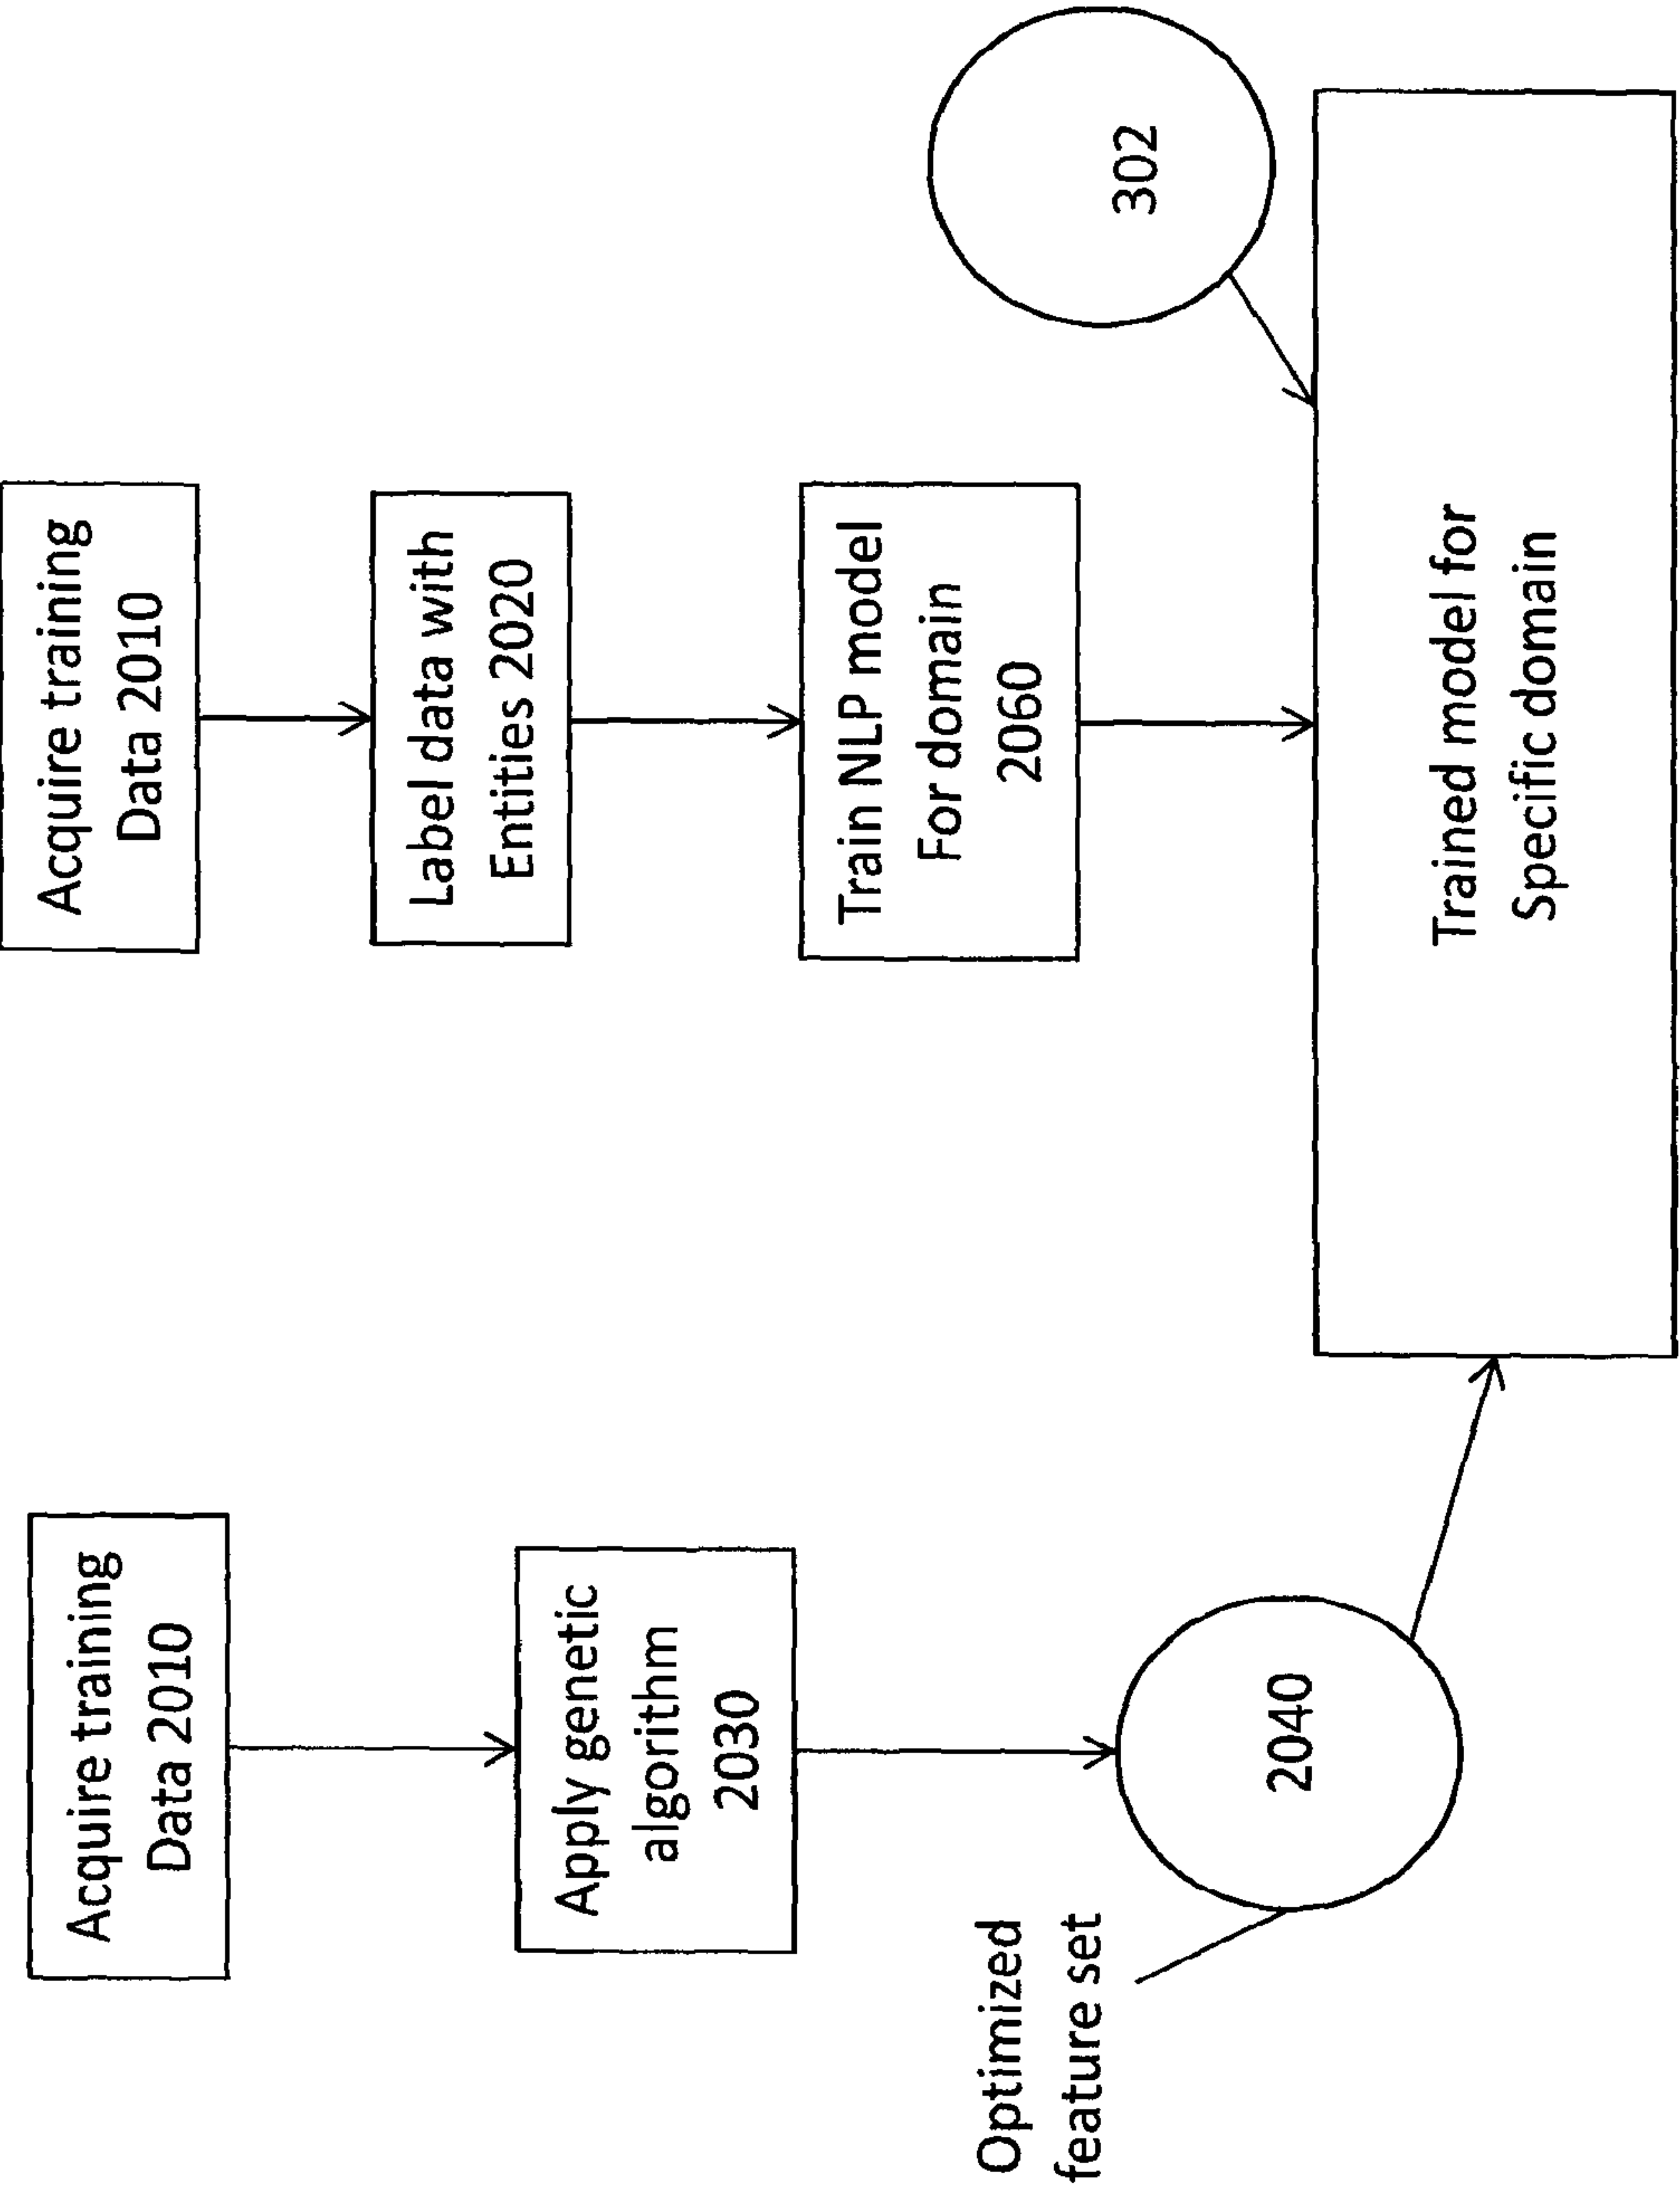 Acquire training
Data 2010
Apply genetic
algorithm
2030
Optimized
feature set
2040
Acquire training
Data 2010
Label data with
Entities 2020
Train NLP model
For domain
2060
302
Trained model for
Specific domain